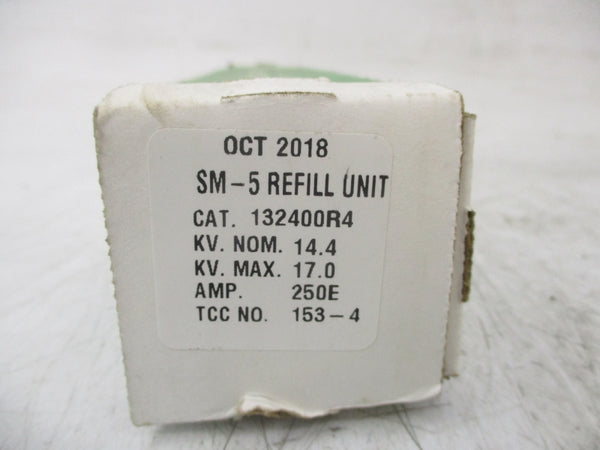 OCT 2018
SM-5 REFILL UNIT
CAT. 132400R4
KV. NOM. 14.4
KV. MAX. 17.0
AMP. 250E
TCC NO. 153-4